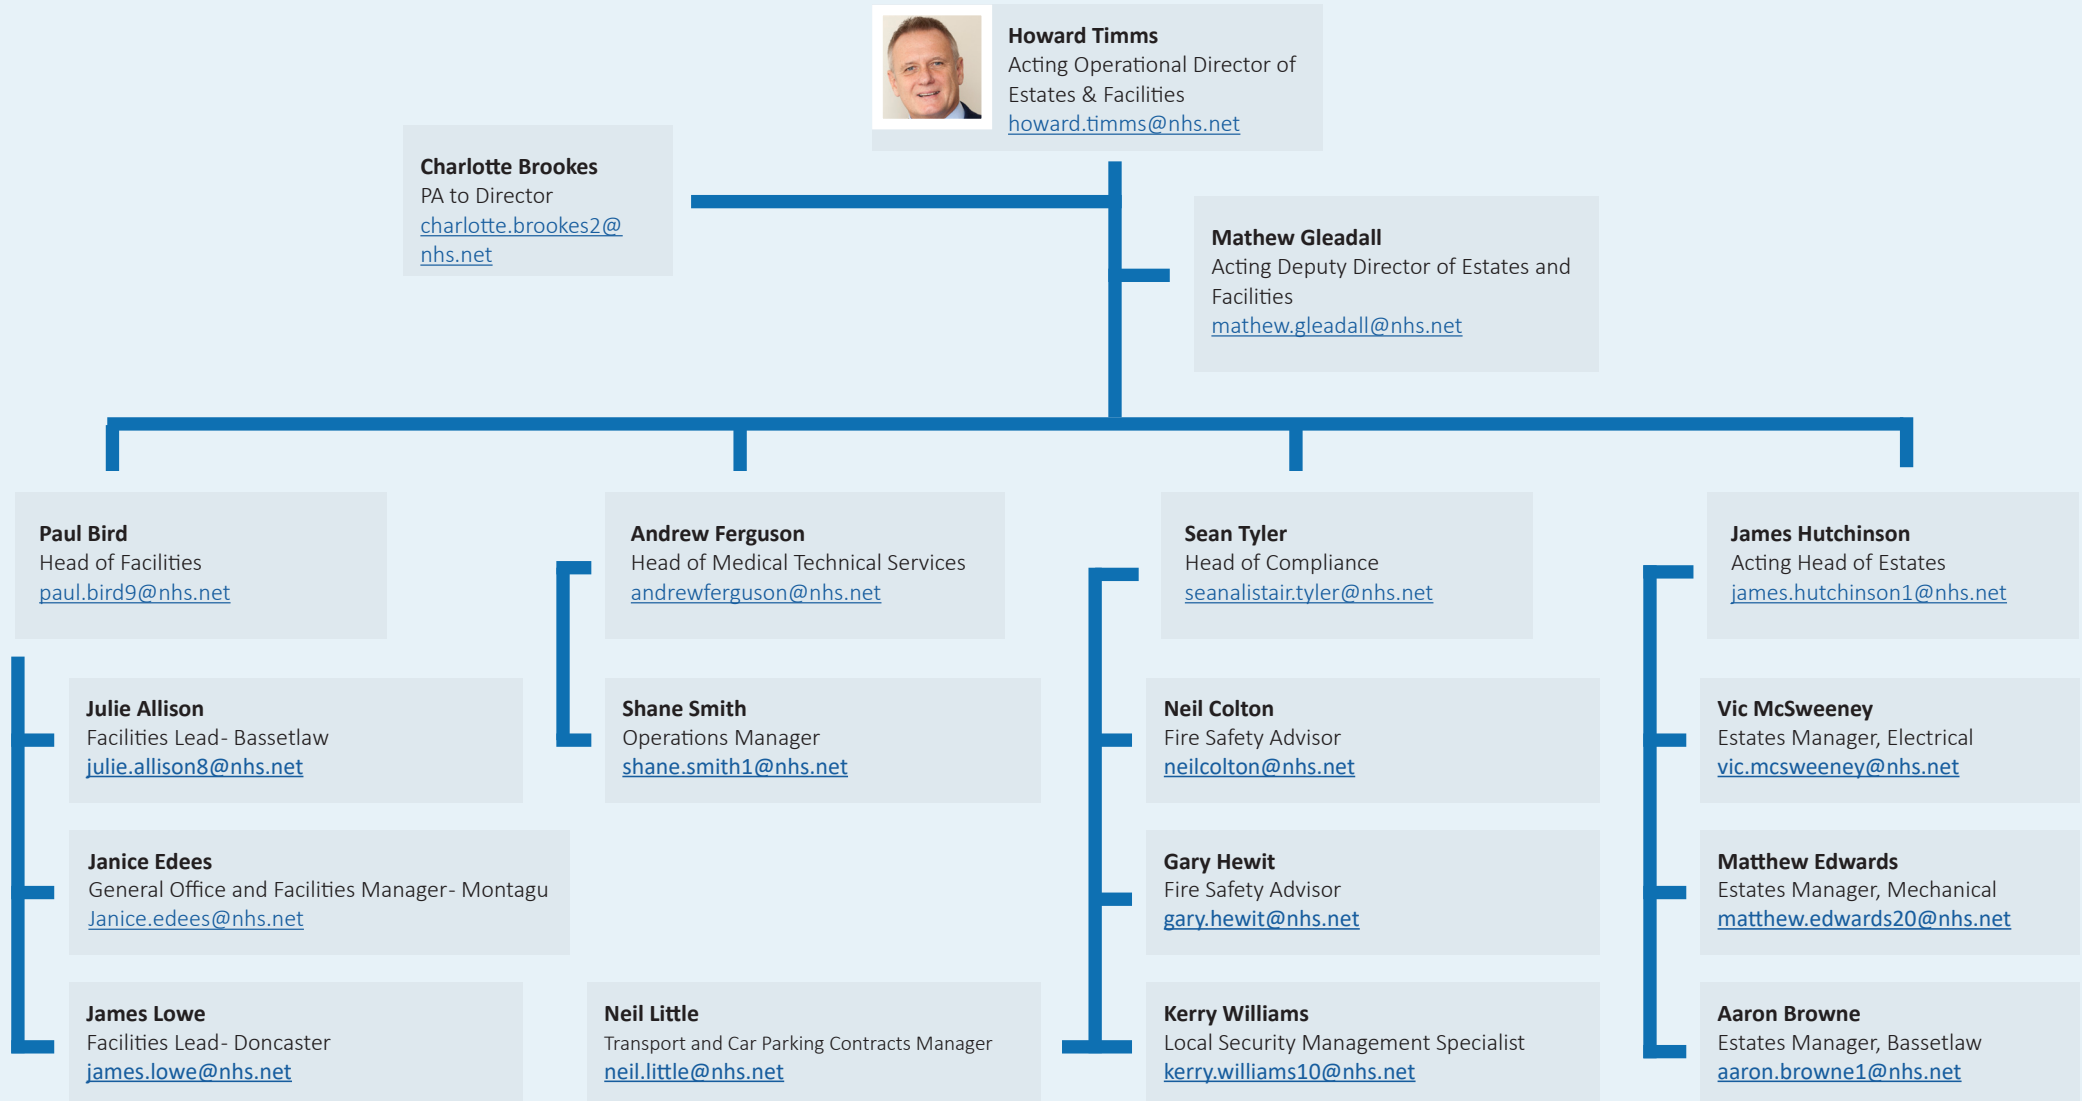 Howard Timms
Acting Operational Director of
Estates & Facilities
howard.timms@nhs.net
Charlotte Brookes
PA to Director
charlotte.brookes2@
nhs.net
Mathew Gleadall
Acting Deputy Director of Estates and
Facilities
mathew.gleadall@nhs.net
Paul Bird
Head of Facilities
paul.bird9@nhs.net
Julie Allison
Facilities Lead- Bassetlaw
julie.allison8@nhs.net
Janice Edees
General Office and Facilities Manager- Montagu
Janice.edees@nhs.net
James Lowe
Facilities Lead- Doncaster
james.lowe@nhs.net
Andrew Ferguson
Head of Medical Technical Services
andrewferguson@nhs.net
Shane Smith
Operations Manager
shane.smith1@nhs.net
Sean Tyler
Head of Compliance
seanalistair.tyler@nhs.net
Neil Colton
Fire Safety Advisor
neilcolton@nhs.net
Gary Hewit
Fire Safety Advisor
gary.hewit@nhs.net
Neil Little
Transport and Car Parking Contracts Manager
neil.little@nhs.net
Kerry Williams
Local Security Management Specialist
kerry.williams10@nhs.net
James Hutchinson
Acting Head of Estates
james.hutchinson1@nhs.net
Vic McSweeney
Estates Manager, Electrical
vic.mcsweeney@nhs.net
Matthew Edwards
Estates Manager, Mechanical
matthew.edwards20@nhs.net
Aaron Browne
Estates Manager, Bassetlaw
aaron.browne1@nhs.net